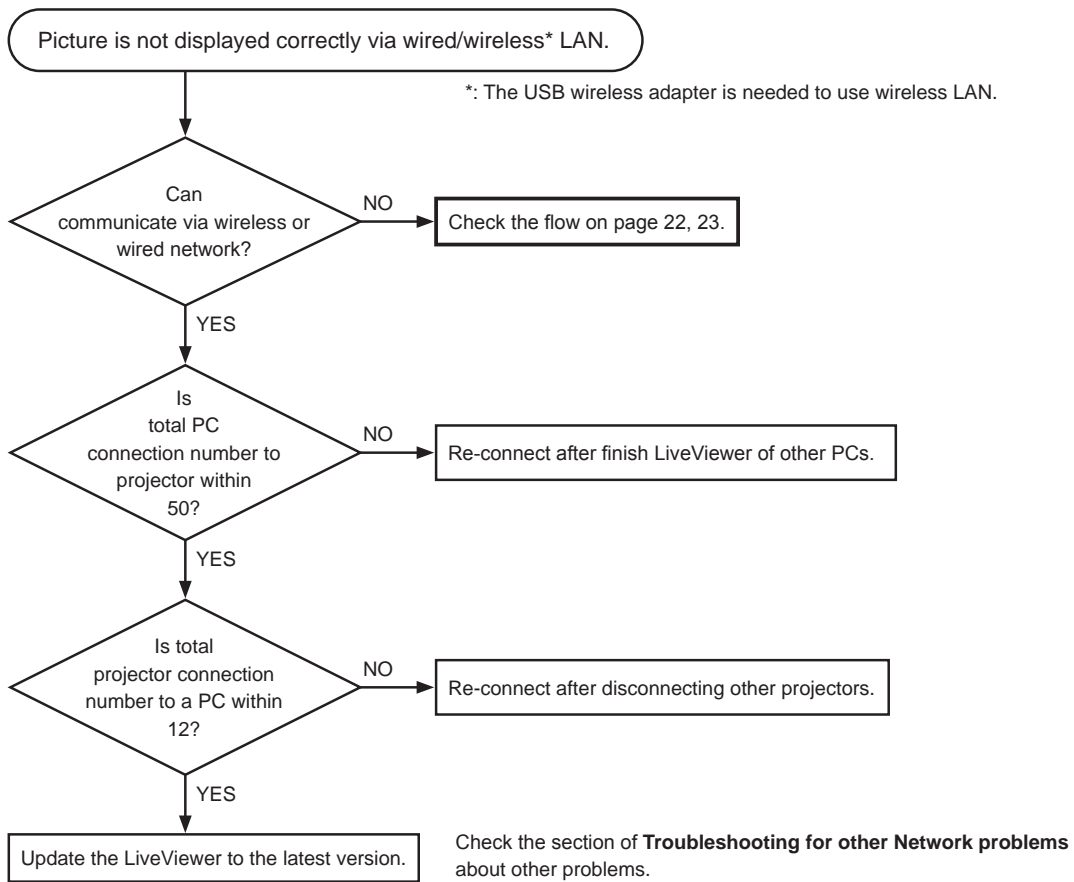 Picture is not displayed correctly via wired/wireless* LAN.
*: The USB wireless adapter is needed to use wireless LAN.
Can
communicate via wireless or
wired network?
NO
Check the flow on page 22, 23.
YES
Is
total PC
connection number to
projector within
50?
NO
Re-connect after finish LiveViewer of other PCs.
YES
Is total
projector connection
number to a PC within
12?
NO
Re-connect after disconnecting other projectors.
YES
Update the LiveViewer to the latest version.
Check the section of Troubleshooting for other Network problems
about other problems.